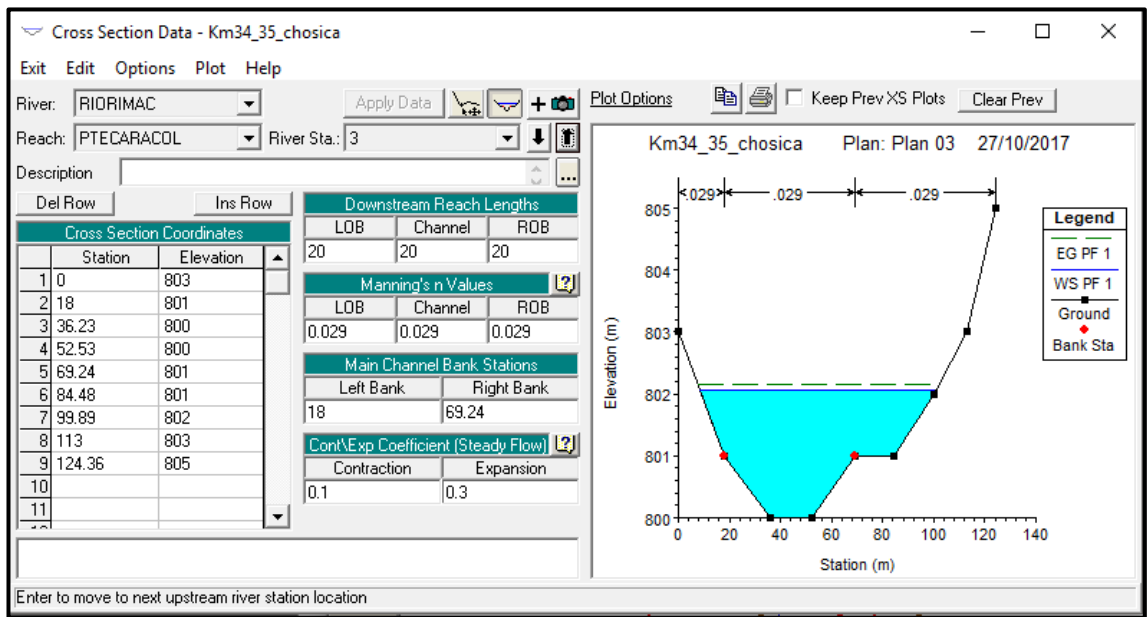 Cross Section Data - Km34_35_chosica
Exit Edit Options Plot Help
River: RIORIMAC Apply Data
Reach: PTECARACOL River Sta.: 3
Description ...
Del Row Ins Row
Cross Section Coordinates
Station Elevation
1 0 803
2 18 801
3 36.23 800
4 52.53 800
5 69.24 801
6 84.48 801
7 99.89 802
8 113 803
9 124.36 805
10
11
Downstream Reach Lengths
LOB Channel ROB
20 20 20
Manning's n Values
LOB Channel ROB
0.029 0.029 0.029
Main Channel Bank Stations
Left Bank Right Bank
18 69.24
Cont\Exp Coefficient (Steady Flow)
Contraction Expansion
0.1 0.3
Plot Options Keep Prev XS Plots Clear Prev
Km34_35_chosica Plan: Plan 03 27/10/2017
.029 .029 .029
805
804
803
802
801
800
Elevation (m)
0 20 40 60 80 100 120 140
Station (m)
Legend
EG PF 1
WS PF 1
Ground
Bank Sta
Enter to move to next upstream river station location